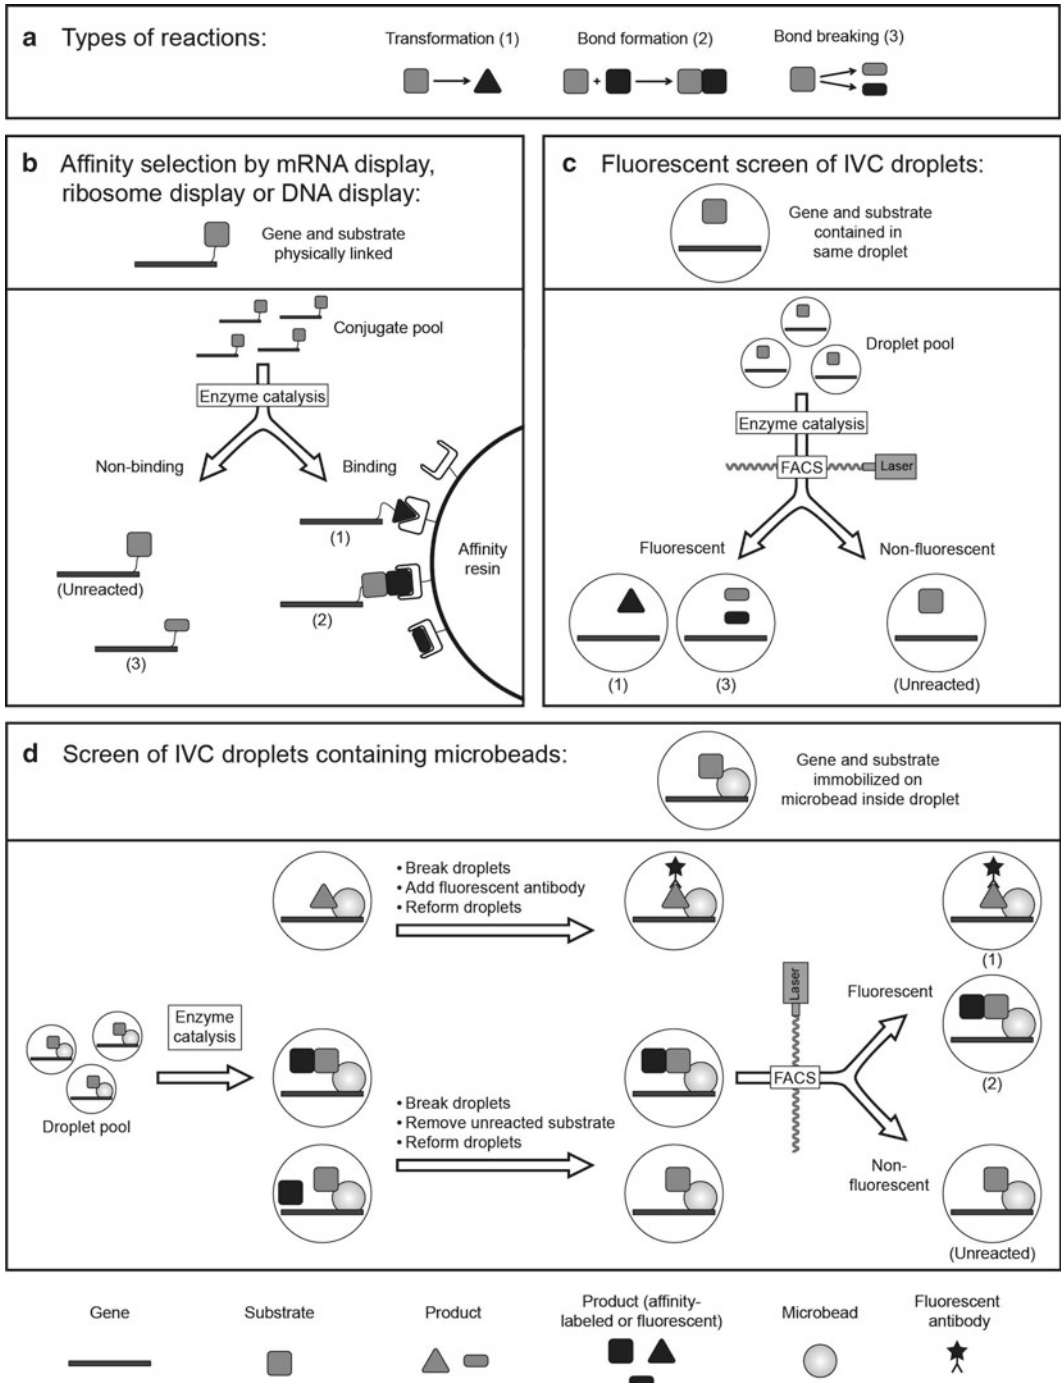 a Types of reactions:
Transformation (1)
Bond formation (2)
Bond breaking (3)
+
b Affinity selection by mRNA display,
ribosome display or DNA display:
Gene and substrate
physically linked
Conjugate pool
Enzyme catalysis
Non-binding
Binding
(1)
(Unreacted)
(2)
(3)
Affinity
resin
c Fluorescent screen of IVC droplets:
Gene and substrate
contained in
same droplet
Droplet pool
Enzyme catalysis
FACS
Laser
Fluorescent
Non-fluorescent
(1)
(3)
(Unreacted)
d Screen of IVC droplets containing microbeads:
Gene and substrate
immobilized on
microbead inside droplet
Droplet pool
Enzyme
catalysis
• Break droplets
• Add fluorescent antibody
• Reform droplets
• Break droplets
• Remove unreacted substrate
• Reform droplets
Laser
FACS
Fluorescent
Non-
fluorescent
(1)
(2)
(Unreacted)
Gene
Substrate
Product
Product (affinity-
labeled or fluorescent)
Microbead
Fluorescent
antibody